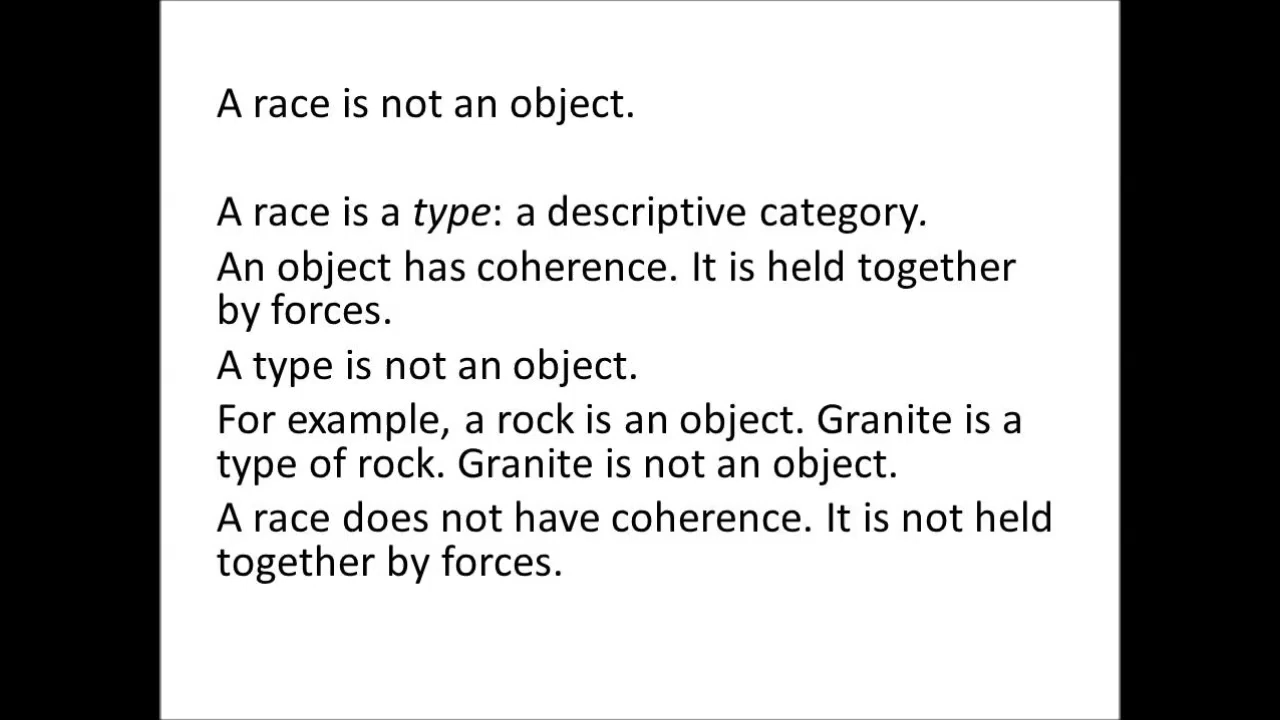 A race is not an object.
A race is a type: a descriptive category.
An object has coherence. It is held together
by forces.
A type is not an object.
For example, a rock is an object. Granite is a
type of rock. Granite is not an object.
A race does not have coherence. It is not held
together by forces.